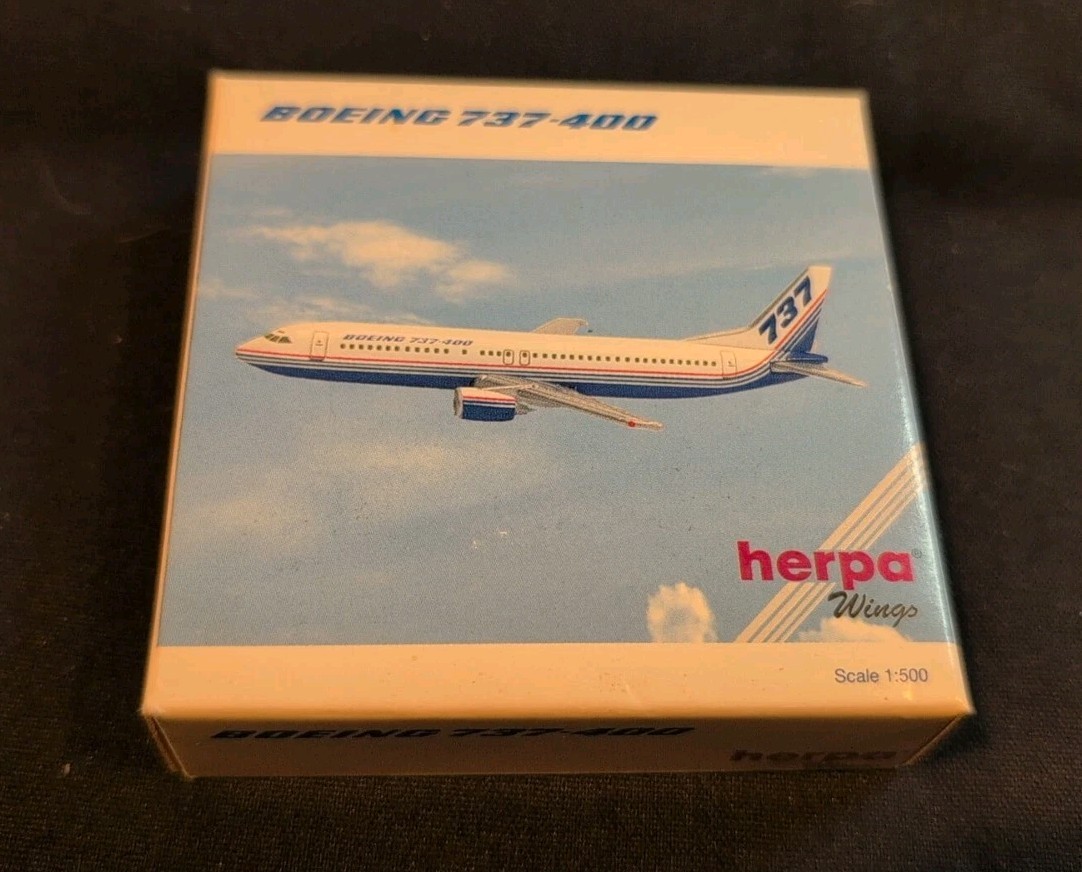 BOEING 737-400
737
BOEING 737-400
herpa®
Wings
Scale 1:500
BOEING 737-400
herpa